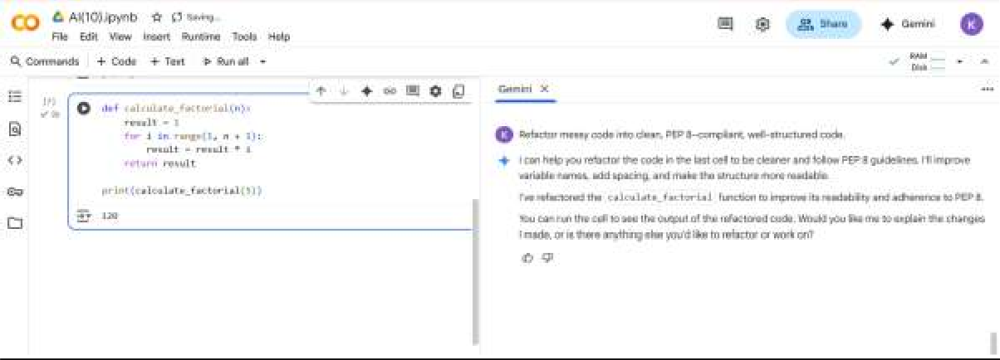 AI(10).ipynb Saving...
File Edit View Insert Runtime Tools Help
Share
Gemini
K
Commands + Code + Text Run all
RAM
Disk
def calculate_factorial(n):
result = 1
for i in range(1, n + 1):
result = result * i
return result
print(calculate_factorial(5))
120
Gemini
K Refactor messy code into clean, PEP 8-compliant, well-structured code.
I can help you refactor the code in the last cell to be cleaner and follow PEP 8 guidelines. I'll improve
variable names, add spacing, and make the structure more readable.
I've refactored the calculate_factorial function to improve its readability and adherence to PEP 8.
You can run the cell to see the output of the refactored code. Would you like me to explain the changes
I made, or is there anything else you'd like to refactor or work on?